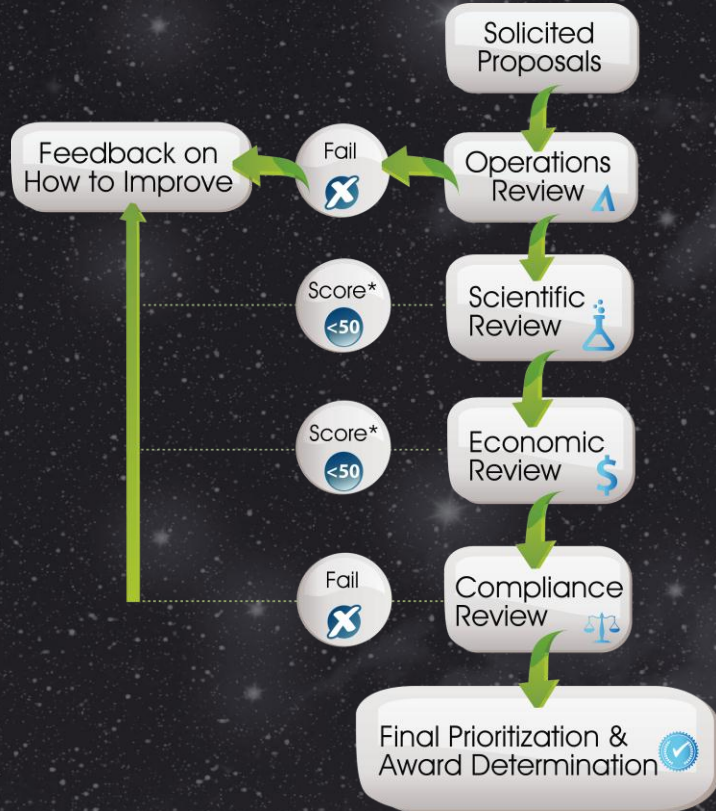 Solicited
Proposals
Feedback on
How to Improve
Fail
X
Operations
Review
Score*
<50
Scientific
Review
Score*
<50
Economic
Review
$
Fail
X
Compliance
Review
Final Prioritization &
Award Determination